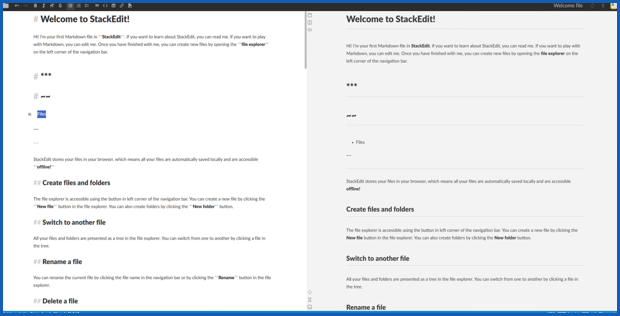 Welcome file
# Welcome to StackEdit!
Hi! I'm your first Markdown file in **StackEdit**. If you want to learn about StackEdit, you can read me. If you want to play
with Markdown, you can edit me. Once you have finished with me, you can create new files by opening the **file explorer**
on the left corner of the navigation bar.
# ***
# ~~
Files
StackEdit stores your files in your browser, which means all your files are automatically saved locally and are accessible
**offline!**
## Create files and folders
The file explorer is accessible using the button in left corner of the navigation bar. You can create a new file by clicking the
**New file** button in the file explorer. You can also create folders by clicking the **New folder** button.
## Switch to another file
All your files and folders are presented as a tree in the file explorer. You can switch from one to another by clicking a file in
the tree.
## Rename a file
You can rename the current file by clicking the file name in the navigation bar or by clicking the **Rename** button in the file
explorer.
## Delete a file
Welcome to StackEdit!
Hi! I'm your first Markdown file in StackEdit. If you want to learn about StackEdit, you can read me. If you want to play with
Markdown, you can edit me. Once you have finished with me, you can create new files by opening the file explorer on the
left corner of the navigation bar.
***
~~
• Files
StackEdit stores your files in your browser, which means all your files are automatically saved locally and are accessible
offline!
Create files and folders
The file explorer is accessible using the button in left corner of the navigation bar. You can create a new file by clicking the
New file button in the file explorer. You can also create folders by clicking the New folder button.
Switch to another file
All your files and folders are presented as a tree in the file explorer. You can switch from one to another by clicking a file in
the tree.
Rename a file